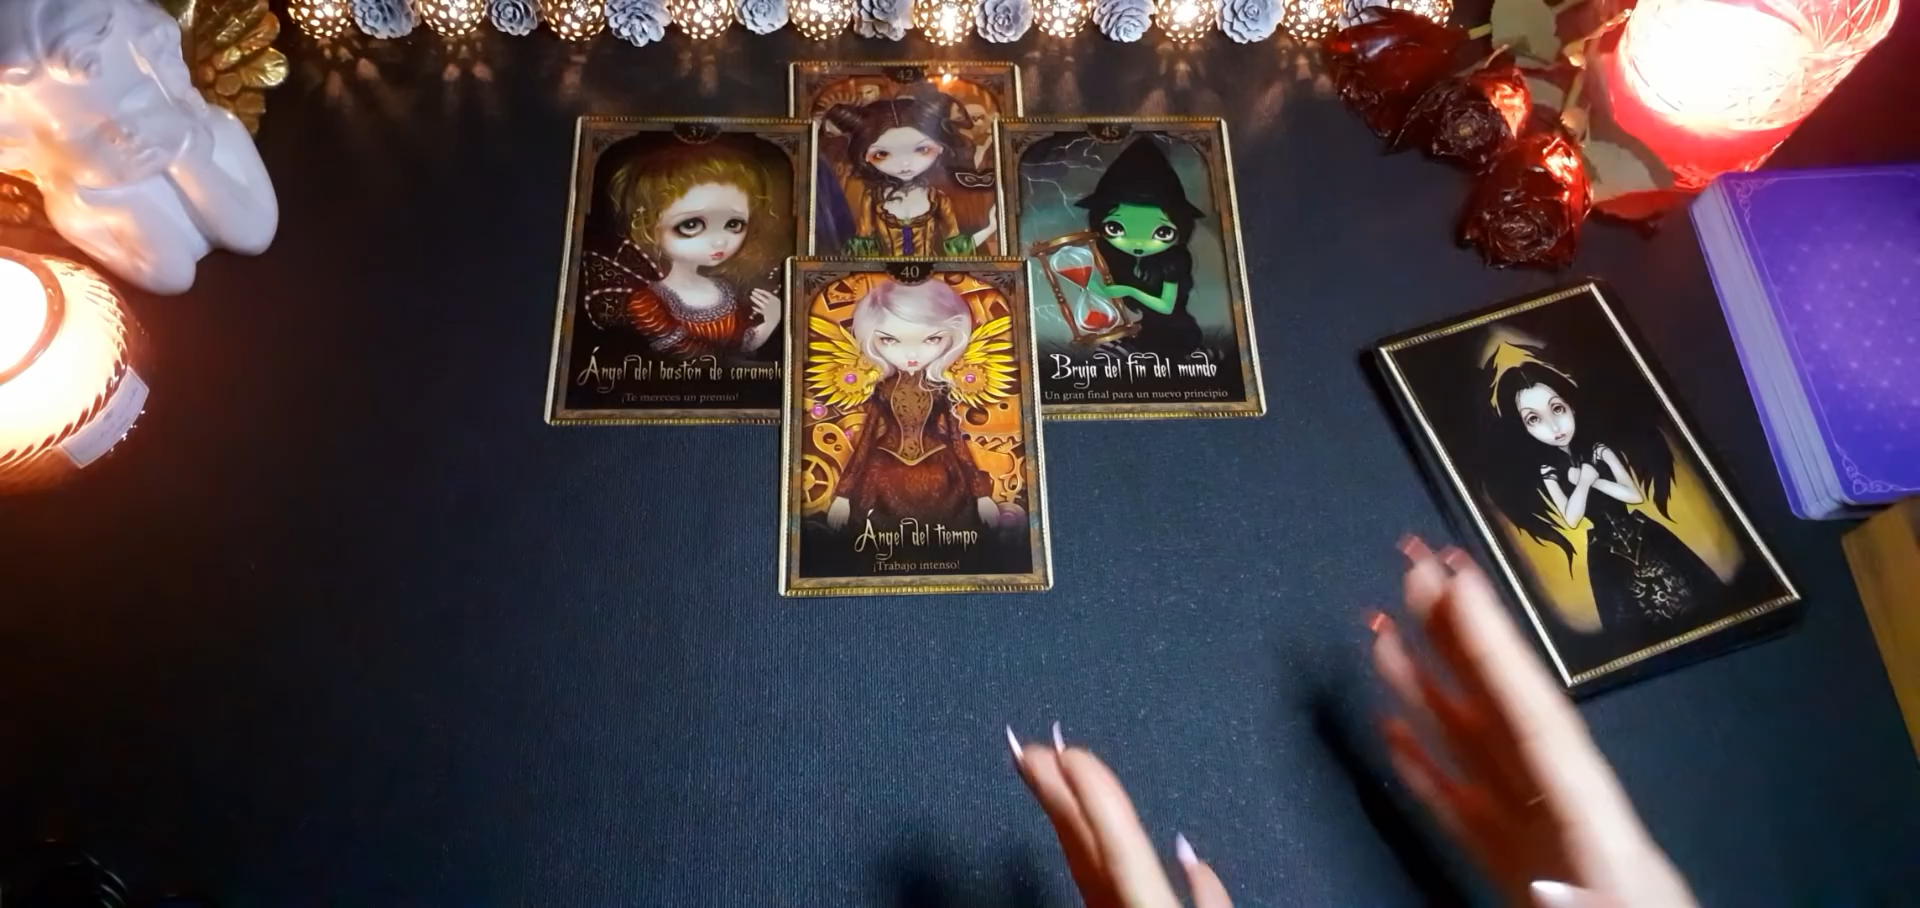 42
37
45
Ángel del bastón de caramelo
¡Te mereces un premio!
Bruja del fin del mundo
Un gran final para un nuevo principio
40
Ángel del tiempo
¡Trabajo intenso!